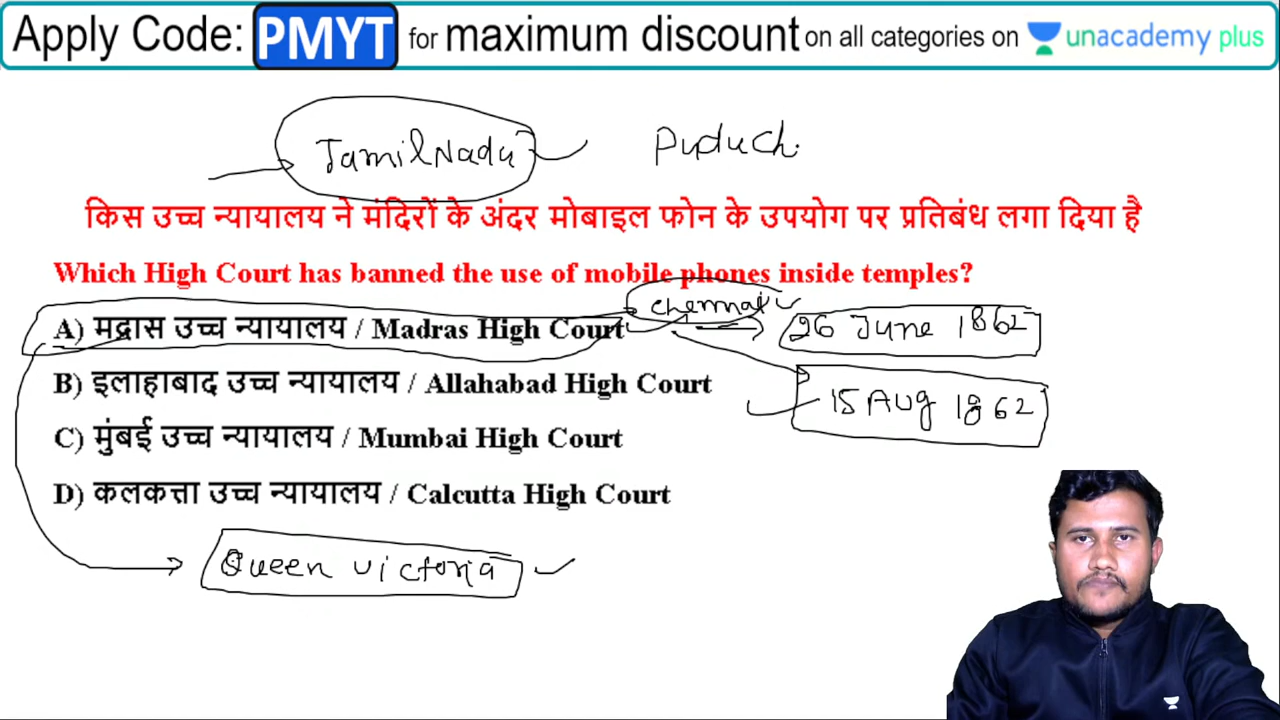 Apply Code: PMYT for maximum discount on all categories on unacademy plus
TamilNadu Puduch
किस उच्च न्यायालय ने मंदिरों के अंदर मोबाइल फोन के उपयोग पर प्रतिबंध लगा दिया है
Which High Court has banned the use of mobile phones inside temples?
chennai
A) मद्रास उच्च न्यायालय / Madras High Court 26 June 1862
B) इलाहाबाद उच्च न्यायालय / Allahabad High Court 15 Aug 1862
C) मुंबई उच्च न्यायालय / Mumbai High Court
D) कलकत्ता उच्च न्यायालय / Calcutta High Court
Queen Victoria